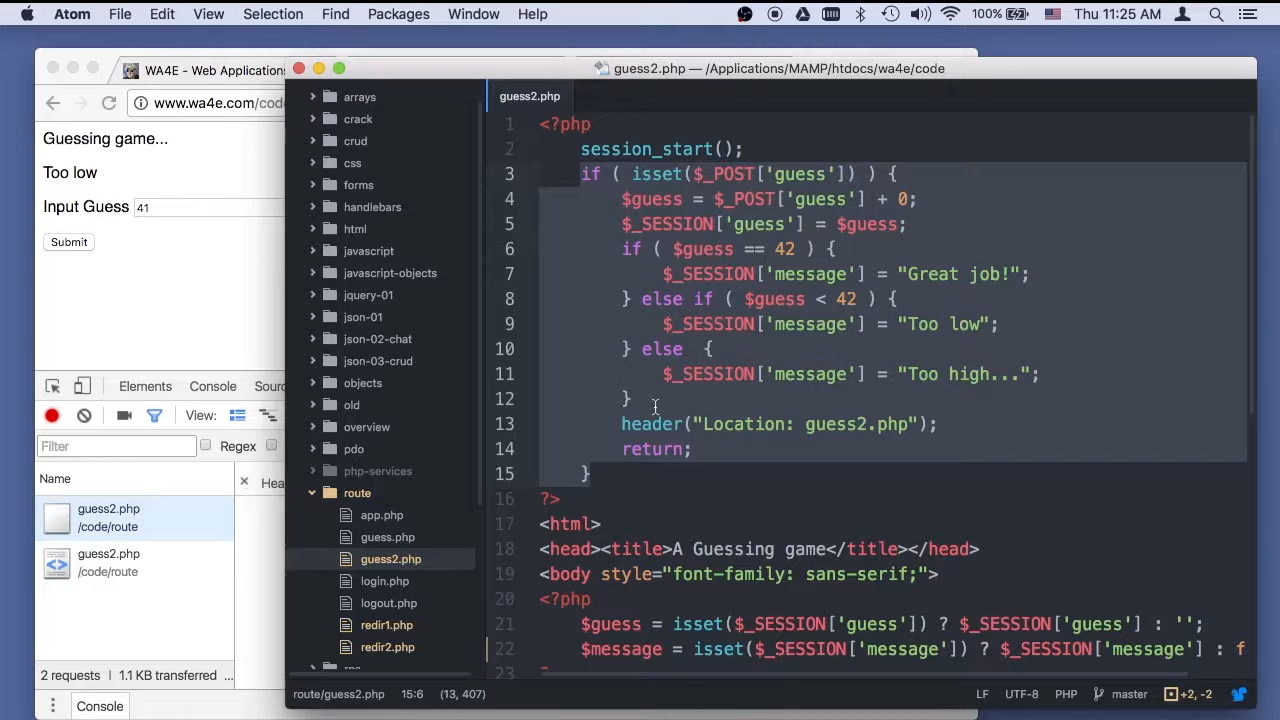 Atom File Edit View Selection Find Packages Window Help 100% Thu 11:25 AM
WA4E - Web Applications
www.wa4e.com/cod
Guessing game...
Too low
Input Guess 41
Submit
Elements Console Sour
View:
Filter Regex
Name Hea
guess2.php
/code/route
guess2.php
/code/route
2 requests | 1.1 KB transferred ...
Console
guess2.php — /Applications/MAMP/htdocs/wa4e/code
arrays
crack
crud
css
forms
handlebars
html
javascript
javascript-objects
jquery-01
json-01
json-02-chat
json-03-crud
objects
old
overview
pdo
php-services
route
app.php
guess.php
guess2.php
login.php
logout.php
redir1.php
redir2.php
guess2.php
1 <?php
2 session_start();
3 if ( isset($_POST['guess']) ) {
4 $guess = $_POST['guess'] + 0;
5 $_SESSION['guess'] = $guess;
6 if ( $guess == 42 ) {
7 $_SESSION['message'] = "Great job!";
8 } else if ( $guess < 42 ) {
9 $_SESSION['message'] = "Too low";
10 } else {
11 $_SESSION['message'] = "Too high...";
12 }
13 header("Location: guess2.php");
14 return;
15 }
16 ?>
17 <html>
18 <head><title>A Guessing game</title></head>
19 <body style="font-family: sans-serif;">
20 <?php
21 $guess = isset($_SESSION['guess']) ? $_SESSION['guess'] : '';
22 $message = isset($_SESSION['message']) ? $_SESSION['message'] : f
23
route/guess2.php 15:6 (13, 407) LF UTF-8 PHP master +2, -2